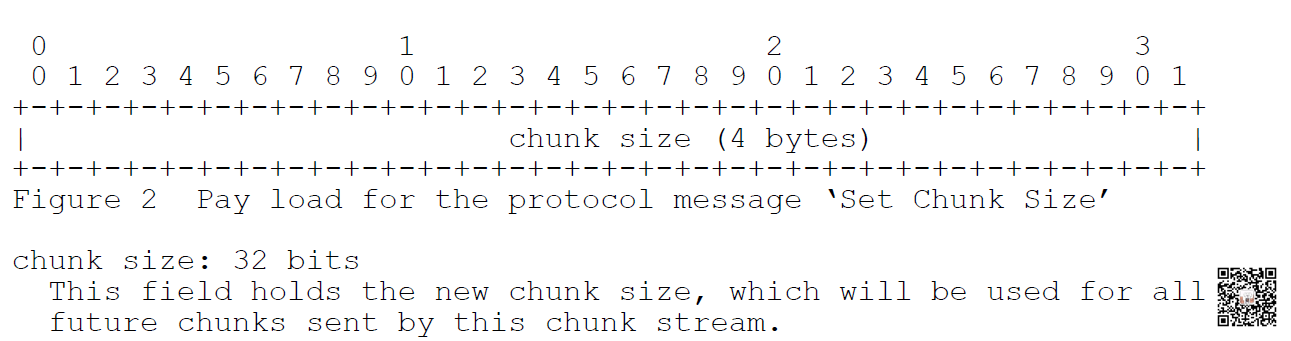 0                   1                   2                   3
0 1 2 3 4 5 6 7 8 9 0 1 2 3 4 5 6 7 8 9 0 1 2 3 4 5 6 7 8 9 0 1
+-+-+-+-+-+-+-+-+-+-+-+-+-+-+-+-+-+-+-+-+-+-+-+-+-+-+-+-+-+-+-+-+
|                          chunk size (4 bytes)                 |
+-+-+-+-+-+-+-+-+-+-+-+-+-+-+-+-+-+-+-+-+-+-+-+-+-+-+-+-+-+-+-+-+
Figure 2  Pay load for the protocol message ‘Set Chunk Size’
chunk size: 32 bits
This field holds the new chunk size, which will be used for all
future chunks sent by this chunk stream.